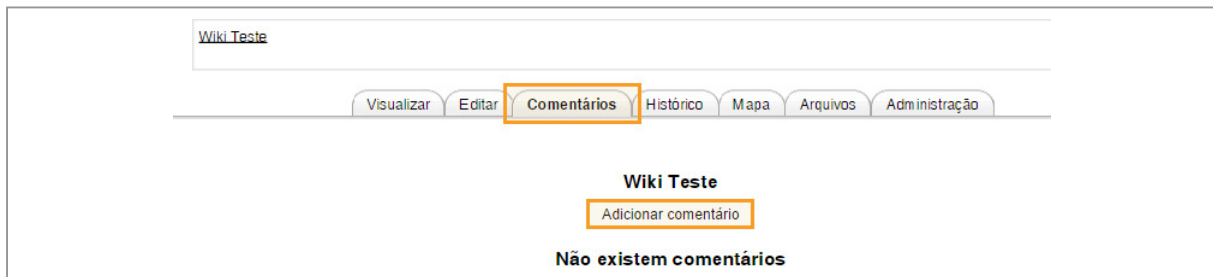 Wiki Teste
Visualizar Editar Comentários Histórico Mapa Arquivos Administração
Wiki Teste
Adicionar comentário
Não existem comentários